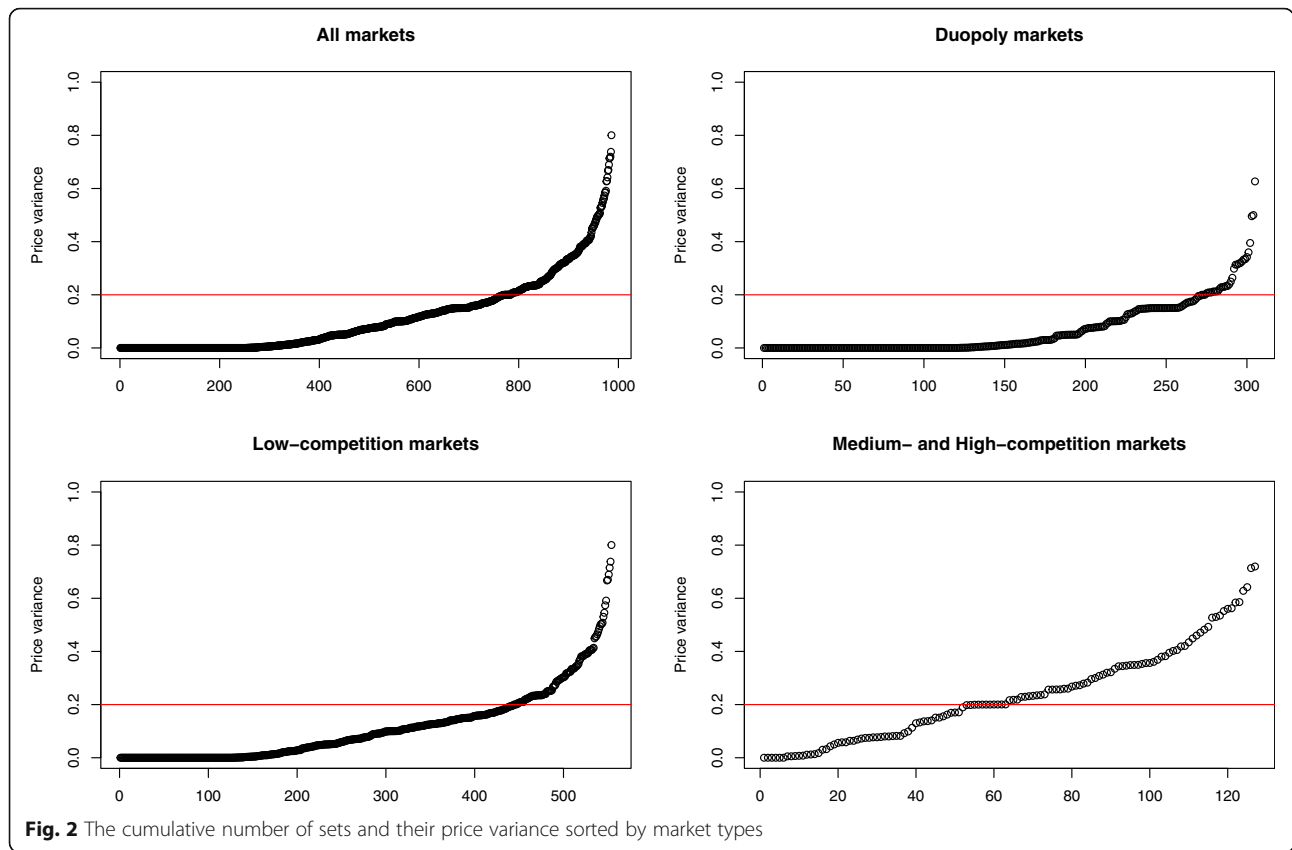 All markets
Price variance
1.0
0.8
0.6
0.4
0.2
0.0
0 200 400 600 800 1000
Duopoly markets
Price variance
1.0
0.8
0.6
0.4
0.2
0.0
0 50 100 150 200 250 300
Low−competition markets
Price variance
1.0
0.8
0.6
0.4
0.2
0.0
0 100 200 300 400 500
Medium− and High−competition markets
Price variance
1.0
0.8
0.6
0.4
0.2
0.0
0 20 40 60 80 100 120
Fig. 2 The cumulative number of sets and their price variance sorted by market types